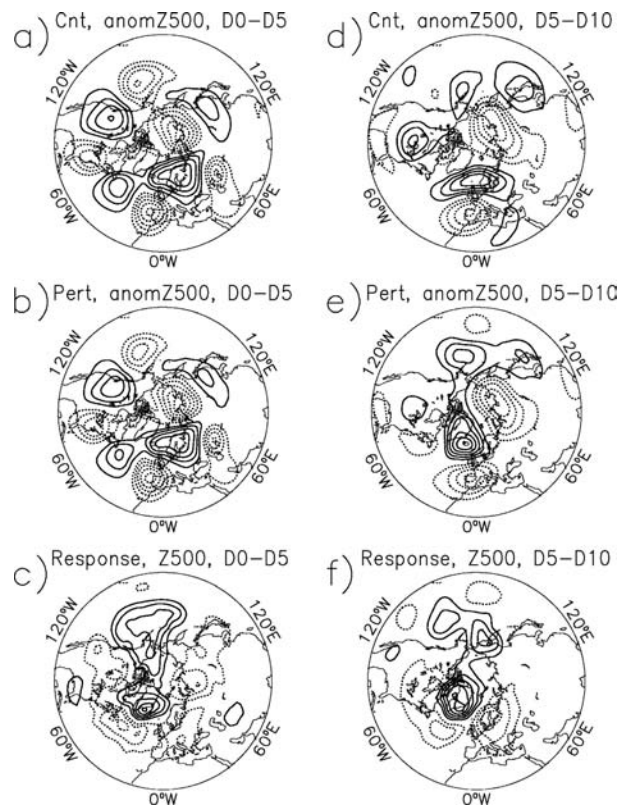 a) Cnt, anomZ500, D0–D5
120°W
120°E
60°W
60°E
0°W
d) Cnt, anomZ500, D5–D10
120°W
120°E
60°W
60°E
0°W
b) Pert, anomZ500, D0–D5
120°W
120°E
60°W
60°E
0°W
e) Pert, anomZ500, D5–D10
120°W
120°E
60°W
60°E
0°W
c) Response, Z500, D0–D5
120°W
120°E
60°W
60°E
0°W
f) Response, Z500, D5–D10
120°W
120°E
60°W
60°E
0°W